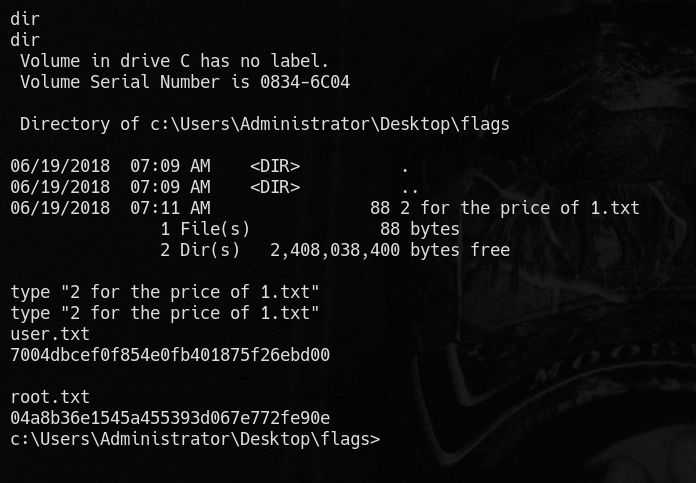 dir
dir
 Volume in drive C has no label.
 Volume Serial Number is 0834-6C04

 Directory of c:\Users\Administrator\Desktop\flags

06/19/2018  07:09 AM    <DIR>          .
06/19/2018  07:09 AM    <DIR>          ..
06/19/2018  07:11 AM                88 2 for the price of 1.txt
               1 File(s)             88 bytes
               2 Dir(s)   2,408,038,400 bytes free

type "2 for the price of 1.txt"
type "2 for the price of 1.txt"
user.txt
7004dbcef0f854e0fb401875f26ebd00

root.txt
04a8b36e1545a455393d067e772fe90e
c:\Users\Administrator\Desktop\flags>